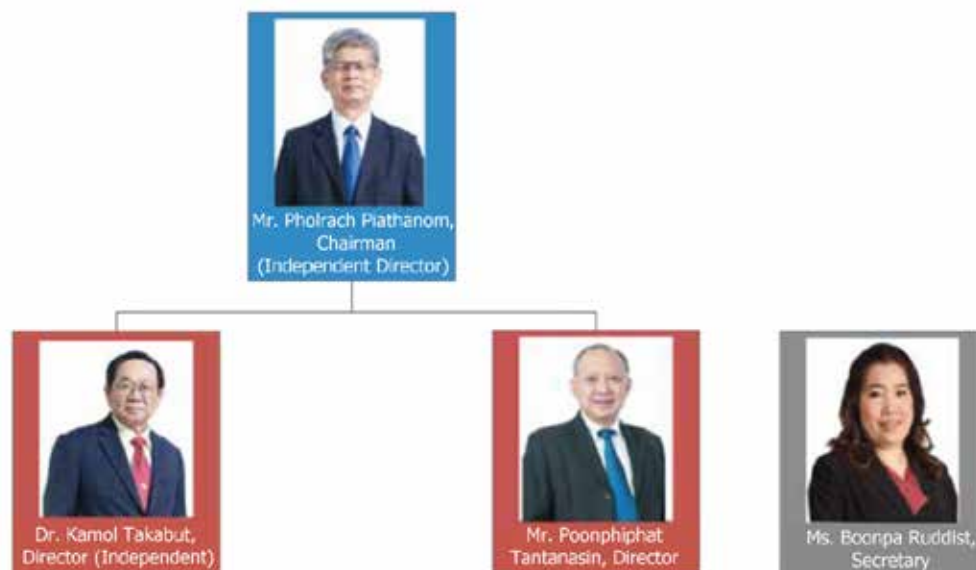 Mr. Pholrach Piathanom,
Chairman
(Independent Director)
Dr. Kamol Takabut,
Director (Independent)
Mr. Poonphiphat
Tantanasin, Director
Ms. Boonpa Ruddist,
Secretary